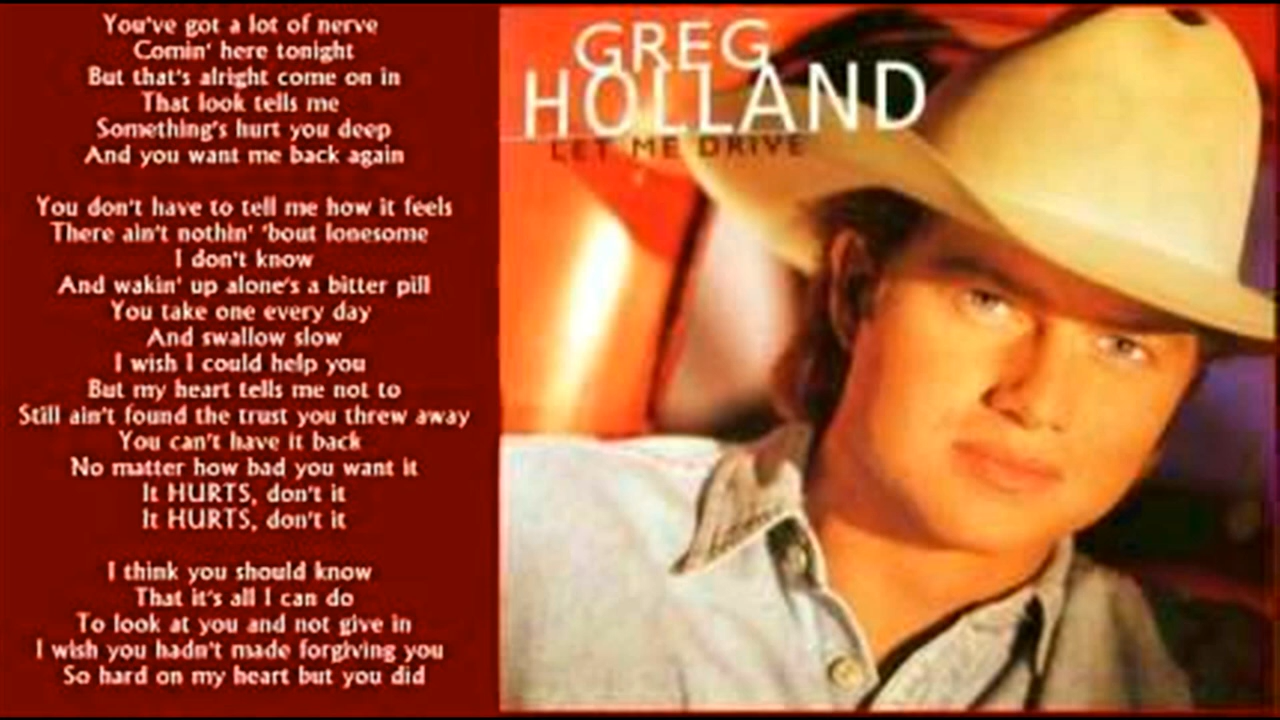 You've got a lot of nerve
Comin' here tonight
But that's alright come on in
That look tells me
Something's hurt you deep
And you want me back again
You don't have to tell me how it feels
There ain't nothin' 'bout lonesome
I don't know
And wakin' up alone's a bitter pill
You take one every day
And swallow slow
I wish I could help you
But my heart tells me not to
Still ain't found the trust you threw away
You can't have it back
No matter how bad you want it
It HURTS, don't it
It HURTS, don't it
I think you should know
That it's all I can do
To look at you and not give in
I wish you hadn't made forgiving you
So hard on my heart but you did
GREG
HOLLAND
LET ME DRIVE